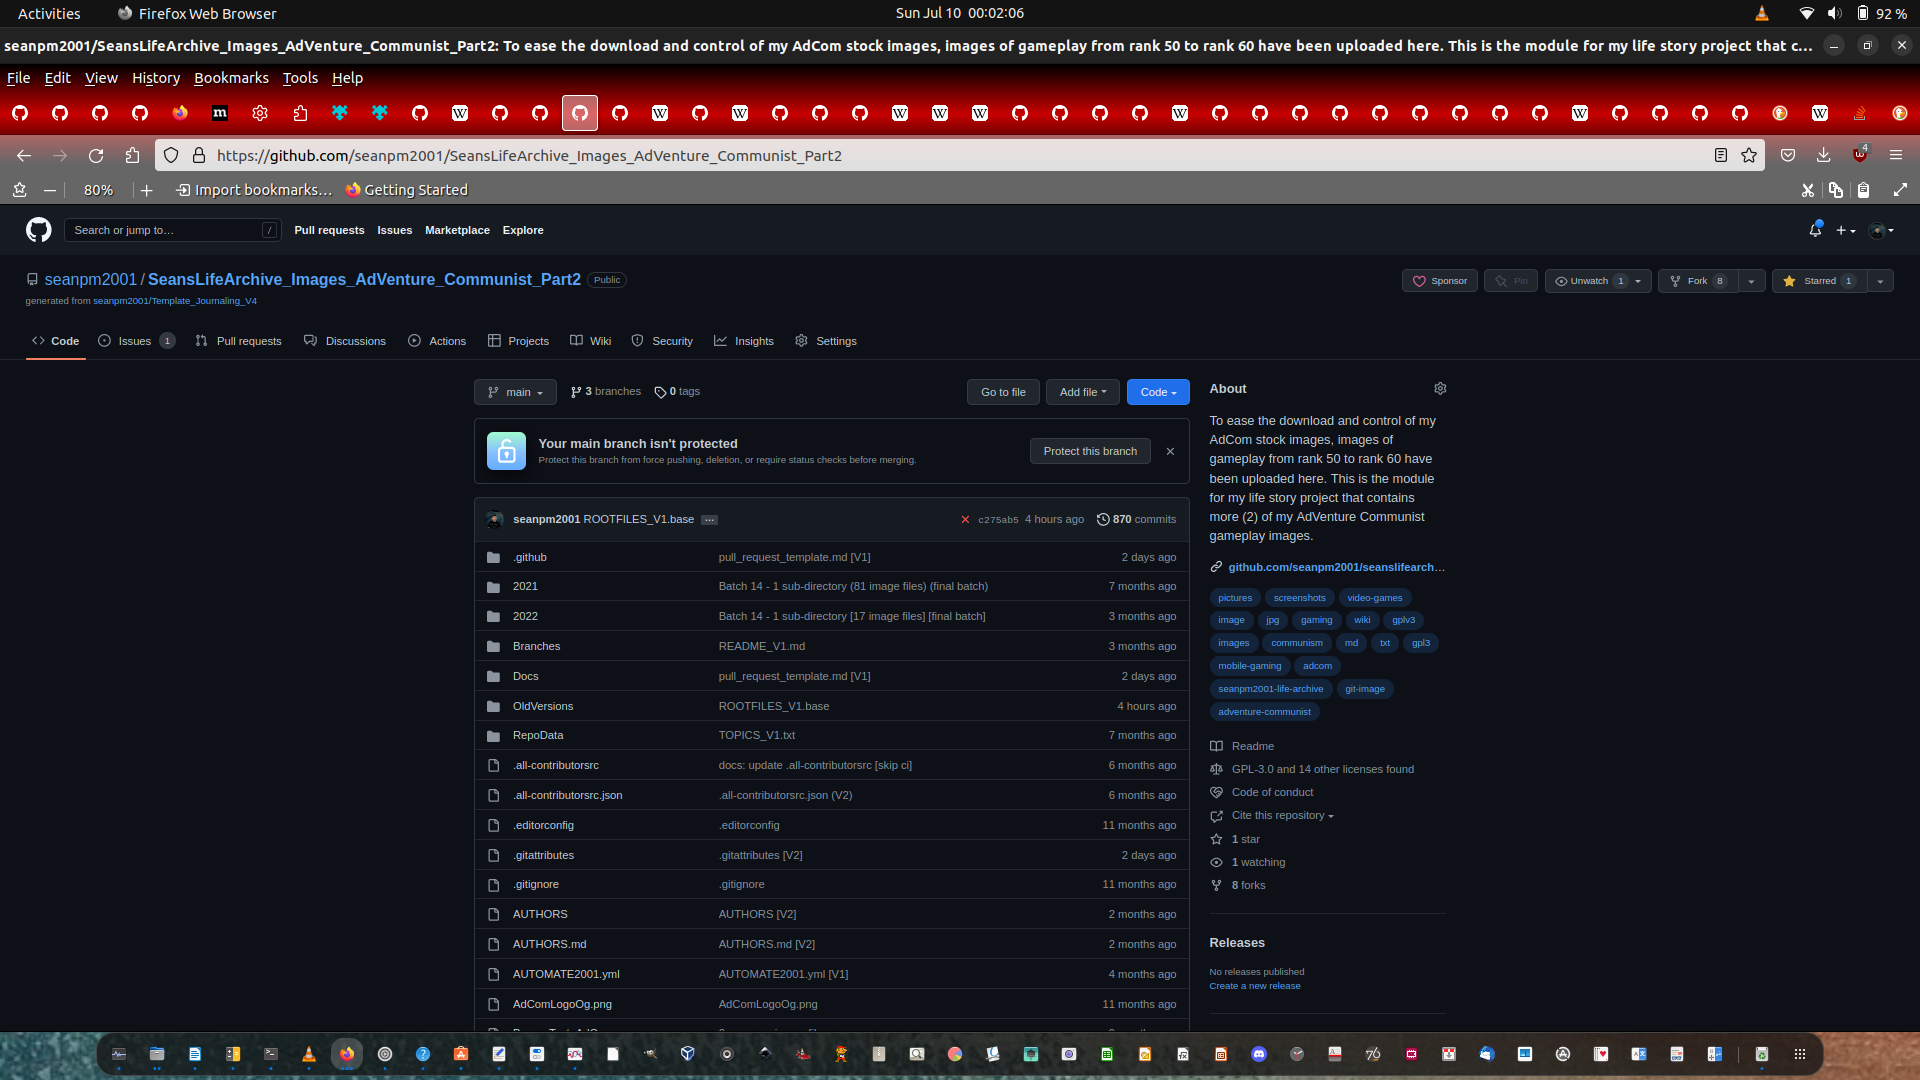 Activities
Firefox Web Browser
Sun Jul 10 00:02:06
92 %
seanpm2001/SeansLifeArchive_Images_AdVenture_Communist_Part2: To ease the download and control of my AdCom stock images, images of gameplay from rank 50 to rank 60 have been uploaded here. This is the module for my life story project that c…
File Edit View History Bookmarks Tools Help
https://github.com/seanpm2001/SeansLifeArchive_Images_AdVenture_Communist_Part2
4
80%
Import bookmarks…
Getting Started
Search or jump to…
/
Pull requests Issues Marketplace Explore
seanpm2001 / SeansLifeArchive_Images_AdVenture_Communist_Part2 Public
generated from seanpm2001/Template_Journaling_V4
Sponsor
Pin
Unwatch 1
Fork 8
Starred 1
Code
Issues 1
Pull requests
Discussions
Actions
Projects
Wiki
Security
Insights
Settings
main
3 branches
0 tags
Go to file
Add file
Code
Your main branch isn't protected
Protect this branch from force pushing, deletion, or require status checks before merging.
Protect this branch
seanpm2001 ROOTFILES_V1.base … c275ab5 4 hours ago 870 commits
.github pull_request_template.md [V1] 2 days ago
2021 Batch 14 - 1 sub-directory (81 image files) (final batch) 7 months ago
2022 Batch 14 - 1 sub-directory [17 image files] [final batch] 3 months ago
Branches README_V1.md 3 months ago
Docs pull_request_template.md [V1] 2 days ago
OldVersions ROOTFILES_V1.base 4 hours ago
RepoData TOPICS_V1.txt 7 months ago
.all-contributorsrc docs: update .all-contributorsrc [skip ci] 6 months ago
.all-contributorsrc.json .all-contributorsrc.json (V2) 6 months ago
.editorconfig .editorconfig 11 months ago
.gitattributes .gitattributes [V2] 2 days ago
.gitignore .gitignore 11 months ago
AUTHORS AUTHORS [V2] 2 months ago
AUTHORS.md AUTHORS.md [V2] 2 months ago
AUTOMATE2001.yml AUTOMATE2001.yml [V1] 4 months ago
AdComLogoOg.png AdComLogoOg.png 11 months ago
About
To ease the download and control of my
AdCom stock images, images of
gameplay from rank 50 to rank 60 have
been uploaded here. This is the module
for my life story project that contains
more (2) of my AdVenture Communist
gameplay images.
github.com/seanpm2001/seanslifearch…
pictures screenshots video-games
image jpg gaming wiki gplv3
images communism md txt gpl3
mobile-gaming adcom
seanpm2001-life-archive git-image
adventure-communist
Readme
GPL-3.0 and 14 other licenses found
Code of conduct
Cite this repository
1 star
1 watching
8 forks
Releases
No releases published
Create a new release